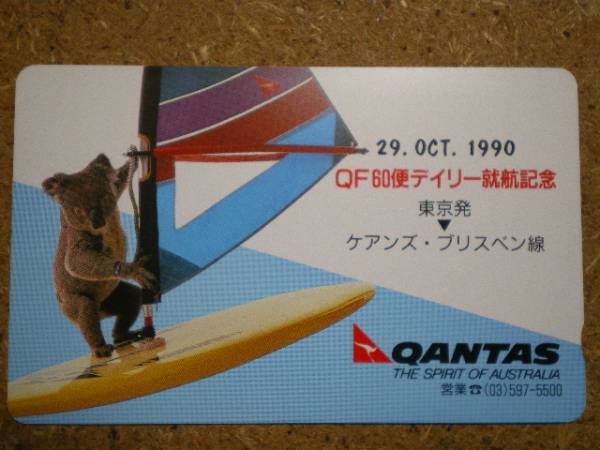 29. OCT. 1990
QF60便デイリー就航記念
東京発
▼
ケアンズ・ブリスベン線
QANTAS
THE SPIRIT OF AUSTRALIA
営業☎(03)597-5500